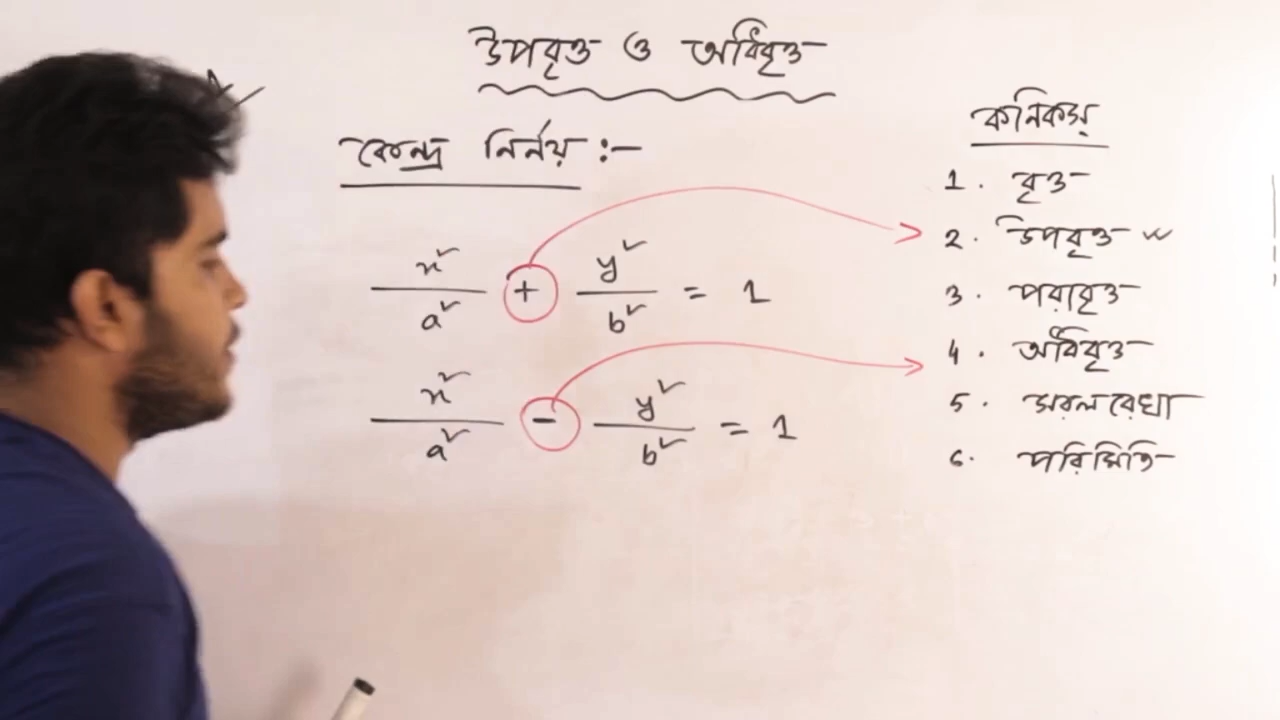 উপবৃত্ত ও অধিবৃত্ত
কেন্দ্র নির্নয় :-
x²/a² + y²/b² = 1
x²/a² - y²/b² = 1
কনিকস্
1. বৃত্ত
2. উপবৃত্ত
3. পরাবৃত্ত
4. অধিবৃত্ত
5. সরলরেখা
6. পরিমিতি